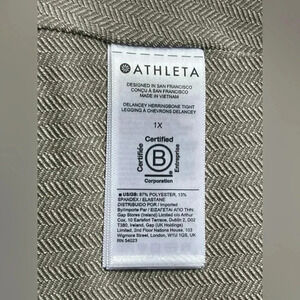 ATHLETA
DESIGNED IN SAN FRANCISCO
CONÇU À SAN FRANCISCO
MADE IN VIETNAM
DELANCEY HERRINGBONE TIGHT
LEGGING À CHEVRONS DELANCEY
1X
Certified
Certifiée
B
Entreprise
Corporation
US/GB: 87% POLYESTER, 13%
SPANDEX / ELASTANE
DISTRIBUIDO POR / Imported
By/Importé Par / ΕΙΣΑΓΕΤΑΙ ΑΠΟ ΤΗΝ:
Gap Stores (Ireland) Limited c/o Arthur
Cox, 10 Earlsfort Terrace, Dublin 2, D02
T380, Ireland, Gap (UK Holdings)
Limited, 2nd Floor Nations House, 103
Wigmore Street, London, W1U 1QS, UK
RN 54023